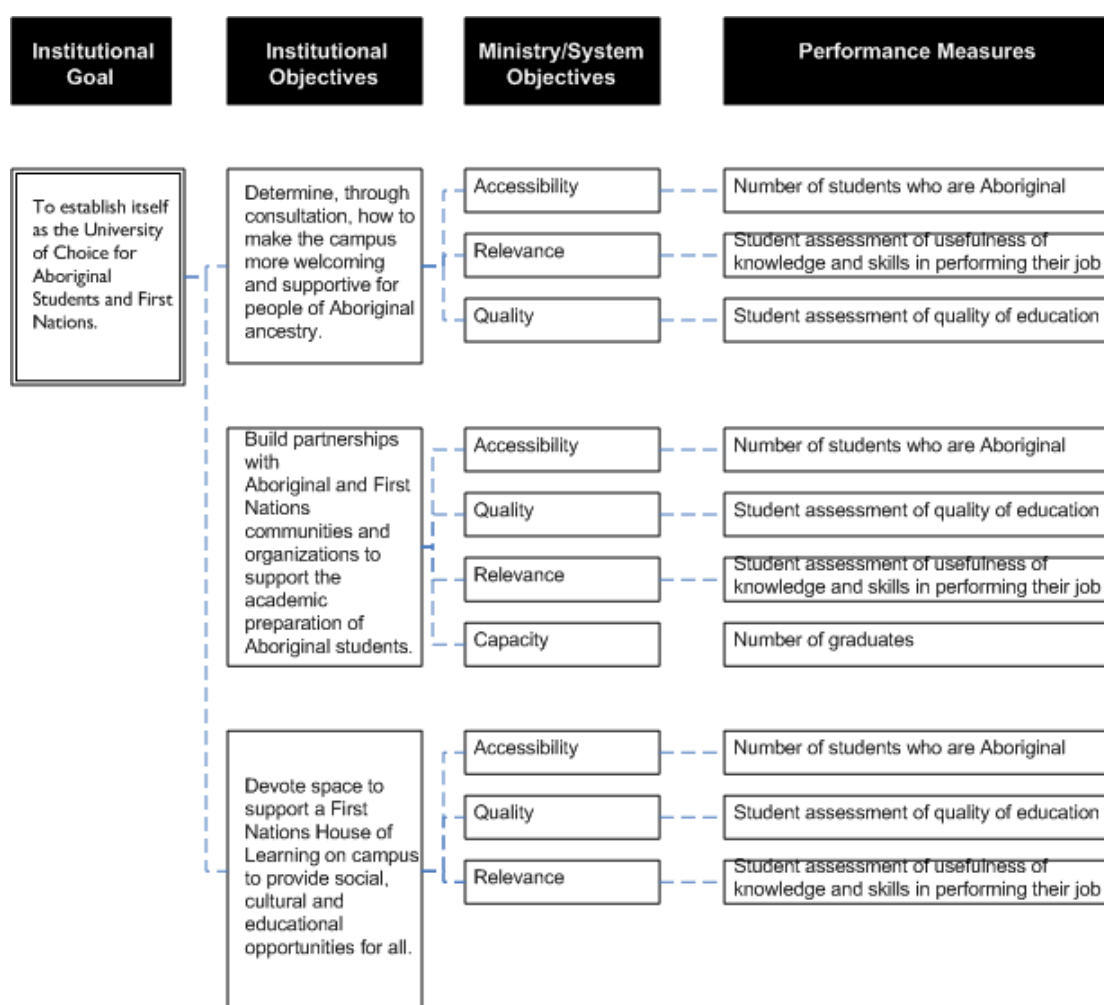 Institutional
Goal
Institutional
Objectives
Ministry/System
Objectives
Performance Measures
To establish itself
as the University
of Choice for
Aboriginal
Students and First
Nations.
Determine, through
consultation, how to
make the campus
more welcoming
and supportive for
people of Aboriginal
ancestry.
Accessibility
Number of students who are Aboriginal
Relevance
Student assessment of usefulness of
knowledge and skills in performing their job
Quality
Student assessment of quality of education
Build partnerships
with
Aboriginal and First
Nations
communities and
organizations to
support the
academic
preparation of
Aboriginal students.
Accessibility
Number of students who are Aboriginal
Quality
Student assessment of quality of education
Relevance
Student assessment of usefulness of
knowledge and skills in performing their job
Capacity
Number of graduates
Devote space to
support a First
Nations House of
Learning on campus
to provide social,
cultural and
educational
opportunities for all.
Accessibility
Number of students who are Aboriginal
Quality
Student assessment of quality of education
Relevance
Student assessment of usefulness of
knowledge and skills in performing their job